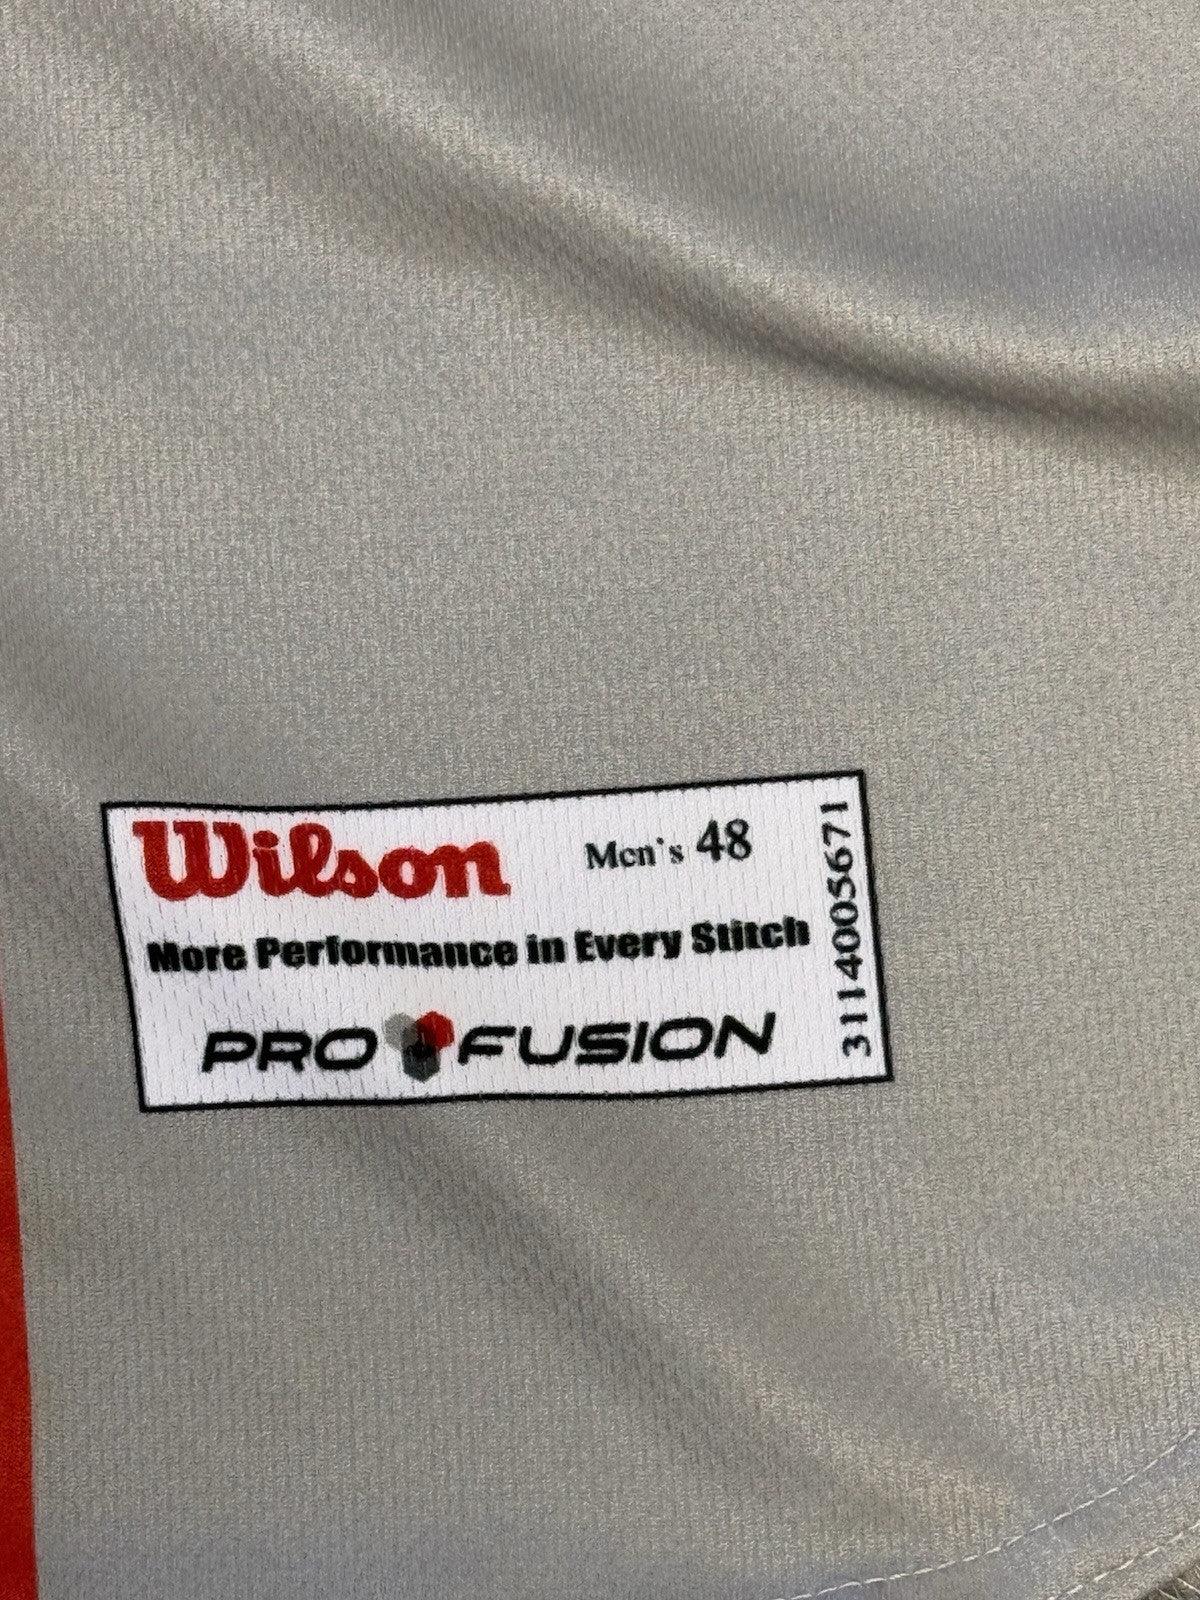 Wilson Men's 48
More Performance in Every Stitch
PRO FUSION
3114005671